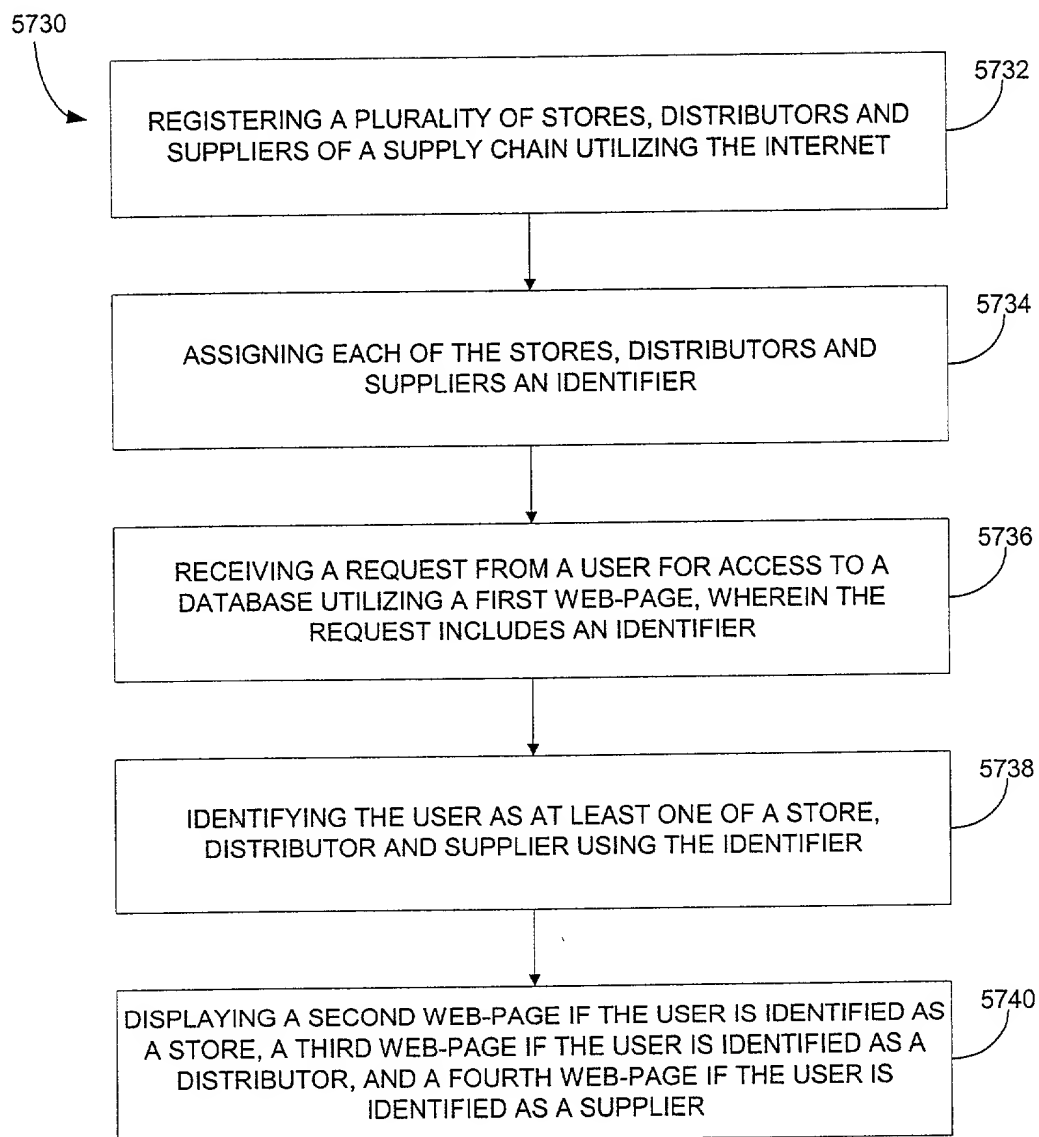 5730
5732
REGISTERING A PLURALITY OF STORES, DISTRIBUTORS AND
SUPPLIERS OF A SUPPLY CHAIN UTILIZING THE INTERNET
5734
ASSIGNING EACH OF THE STORES, DISTRIBUTORS AND
SUPPLIERS AN IDENTIFIER
5736
RECEIVING A REQUEST FROM A USER FOR ACCESS TO A
DATABASE UTILIZING A FIRST WEB-PAGE, WHEREIN THE
REQUEST INCLUDES AN IDENTIFIER
5738
IDENTIFYING THE USER AS AT LEAST ONE OF A STORE,
DISTRIBUTOR AND SUPPLIER USING THE IDENTIFIER
5740
DISPLAYING A SECOND WEB-PAGE IF THE USER IS IDENTIFIED AS
A STORE, A THIRD WEB-PAGE IF THE USER IS IDENTIFIED AS A
DISTRIBUTOR, AND A FOURTH WEB-PAGE IF THE USER IS
IDENTIFIED AS A SUPPLIER